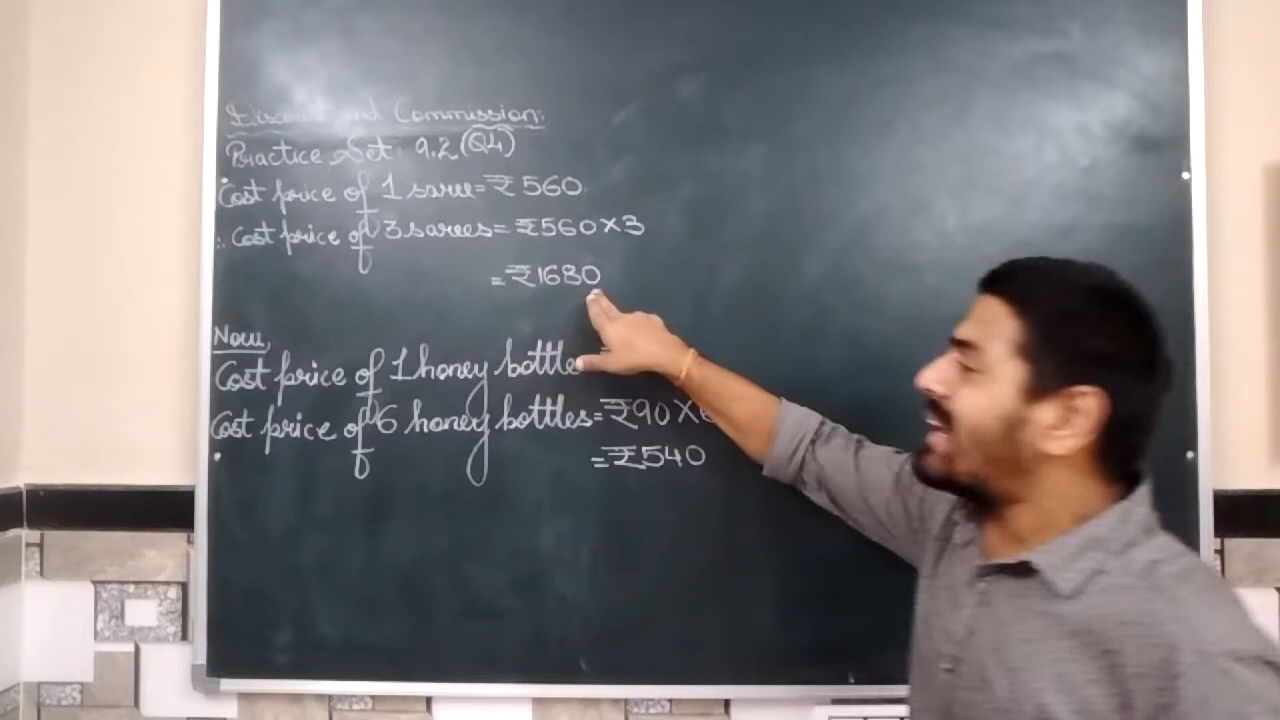 Discount and Commission:
Practice Set: 9.2 (Q4)
Cost price of 1 saree = ₹560
∴ Cost price of 3 sarees = ₹560×3
= ₹1680
Now,
Cost price of 1 honey bottle
Cost price of 6 honey bottles = ₹90×
= ₹540